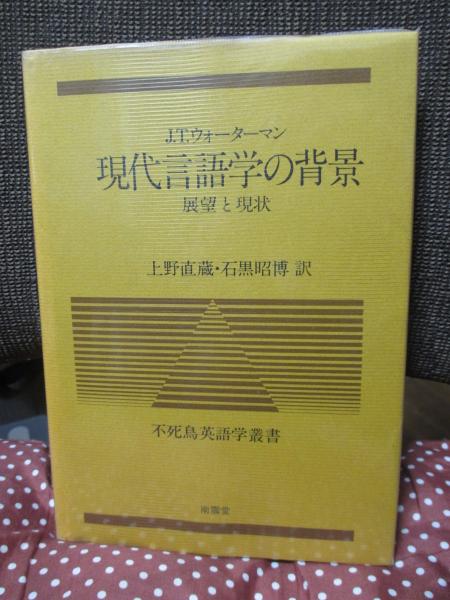 J.T.ウォーターマン
現代言語学の背景
展望と現状
上野直蔵・石黒昭博 訳
不死鳥英語学叢書
南雲堂